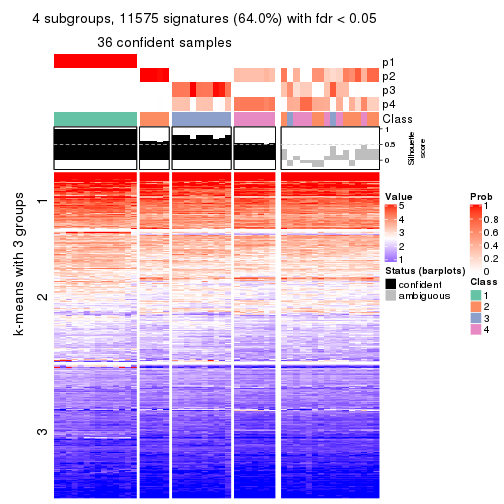 4 subgroups, 11575 signatures (64.0%) with fdr < 0.05
36 confident samples
p1
p2
p3
p4
Class
1
0.5
0
Silhouette
score
k-means with 3 groups
1
2
3
Value
5
4
3
2
1
Status (barplots)
confident
ambiguous
Prob
1
0.8
0.6
0.4
0.2
0
Class
1
2
3
4